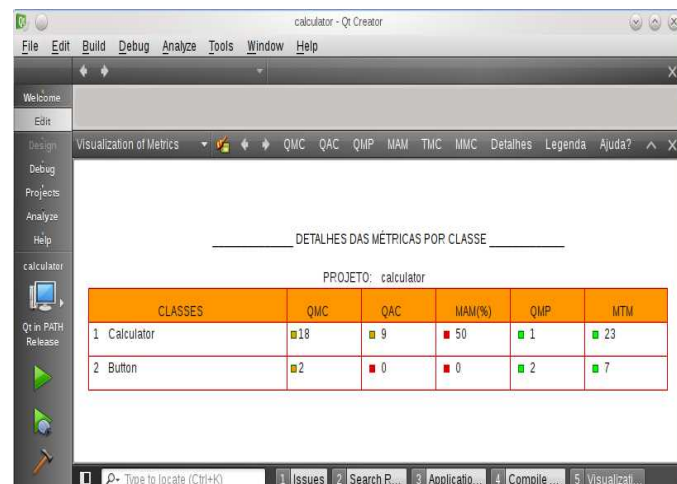 calculator - Qt Creator
File Edit Build Debug Analyze Tools Window Help
Welcome
Edit
Design
Debug
Projects
Analyze
Help
calculator
Qt in PATH
Release
Visualization of Metrics QMC QAC QMP MAM TMC MMC Detalhes Legenda Ajuda?
DETALHES DAS MÉTRICAS POR CLASSE
PROJETO: calculator
CLASSES QMC QAC MAM(%) QMP MTM
1 Calculator 18 9 50 1 23
2 Button 2 0 0 2 7
Type to locate (Ctrl+K) 1 Issues 2 Search R... 3 Applicatio... 4 Compile ... 5 Visualizati...